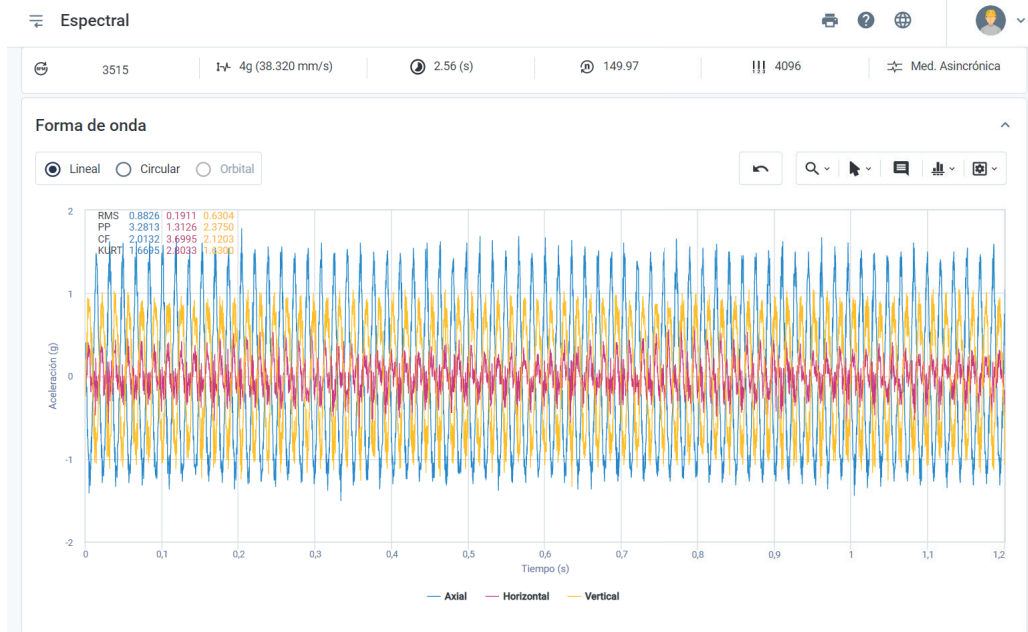 Espectral
3515 4g (38.320 mm/s) 2.56 (s) 149.97 4096 Med. Asincrónica
Forma de onda
Lineal Circular Orbital
RMS 0.8826 0.1911 0.6304
PP 3.2813 1.3126 2.3750
CF 2.0132 3.6995 2.1203
KURT 1.6695 2.8033 1.6300
2
1
0
-1
-2
Aceleración (g)
0 0,1 0,2 0,3 0,4 0,5 0,6 0,7 0,8 0,9 1 1,1 1,2
Tiempo (s)
Axial Horizontal Vertical